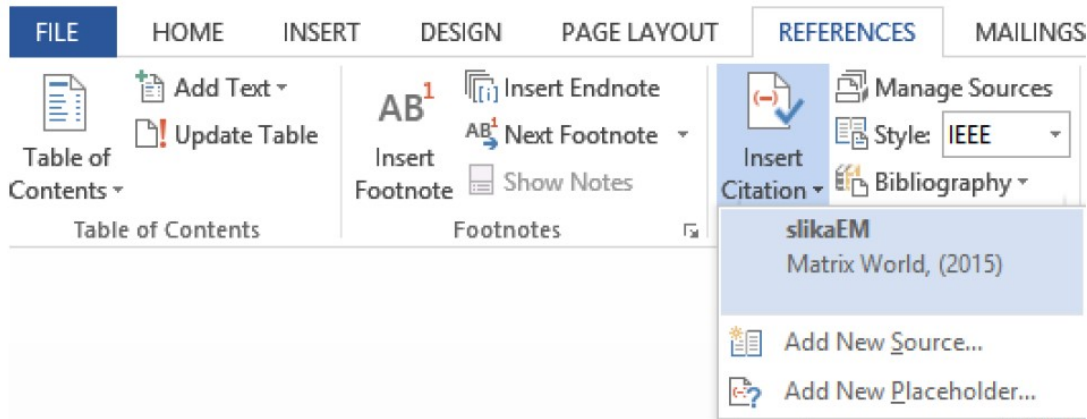 FILE HOME INSERT DESIGN PAGE LAYOUT REFERENCES MAILINGS
Table of
Contents
Add Text
Update Table
Table of Contents
AB1
Insert
Footnote
[i] Insert Endnote
AB1 Next Footnote
Show Notes
Footnotes
(-)
Insert
Citation
Manage Sources
Style: IEEE
Bibliography
slikaEM
Matrix World, (2015)
Add New Source...
(-)? Add New Placeholder...